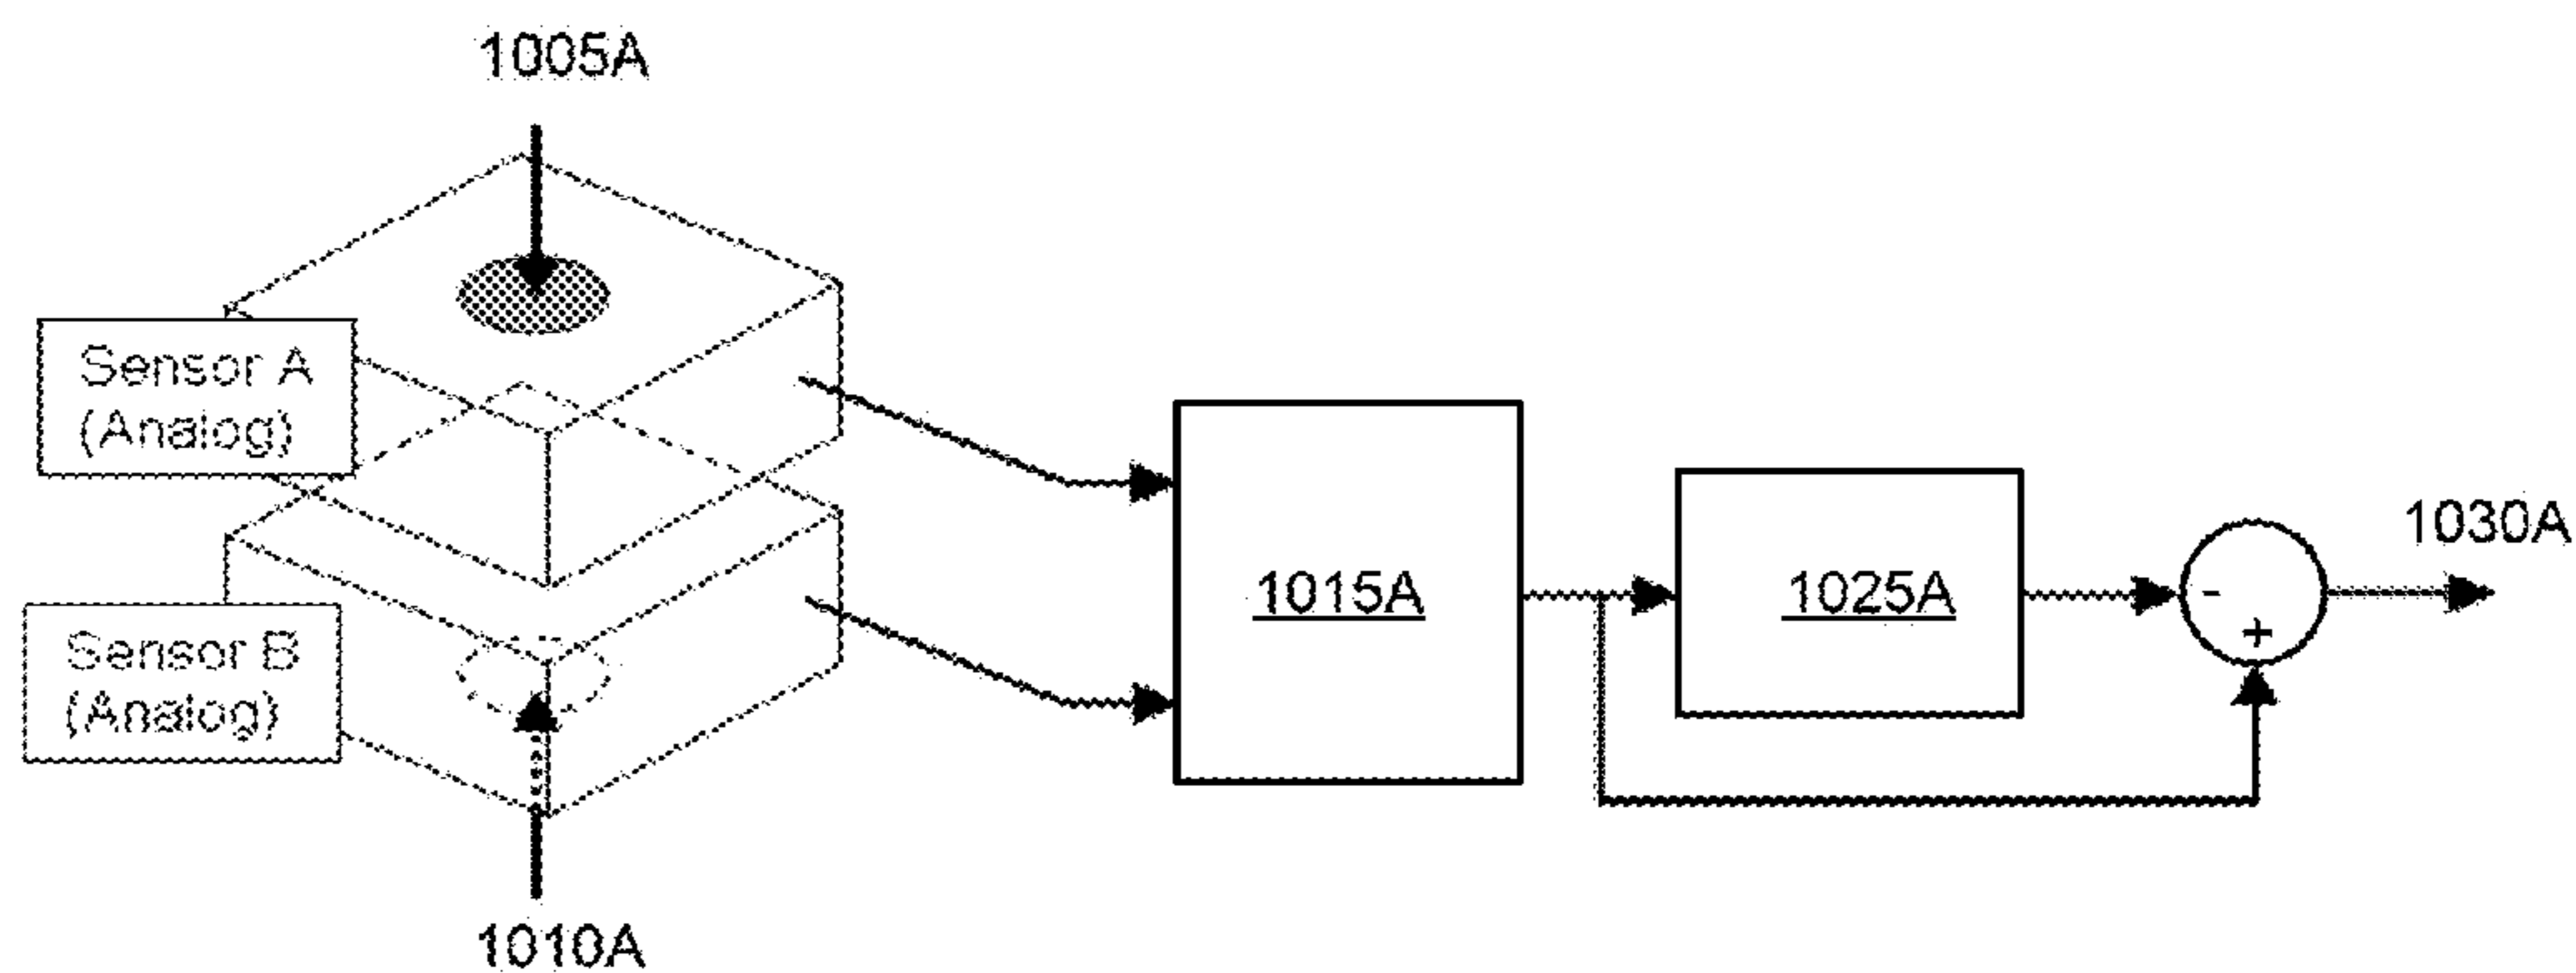 1005A
Sensor A
(Analog)
Sensor B
(Analog)
1010A
1015A
1025A
-
+
1030A